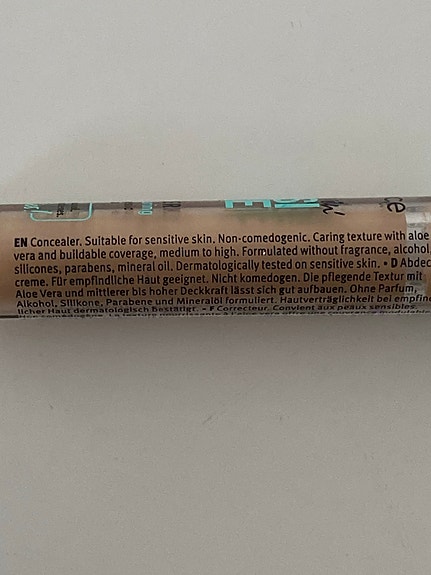 ce
EN Concealer. Suitable for sensitive skin. Non-comedogenic. Caring texture with aloe
vera and buildable coverage, medium to high. Formulated without fragrance, alcohol,
silicones, parabens, mineral oil. Dermatologically tested on sensitive skin. • D Abdec
creme. Für empfindliche Haut geeignet. Nicht komedogen. Die pflegende Textur mit
Aloe Vera und mittlerer bis hoher Deckkraft lässt sich gut aufbauen. Ohne Parfum,
Alkohol, Silikone, Parabene und Mineralöl formuliert. Hautverträglichkeit bei empfind
licher Haut dermatologisch bestätigt. • F Correcteur. Convient aux peaux sensibles.